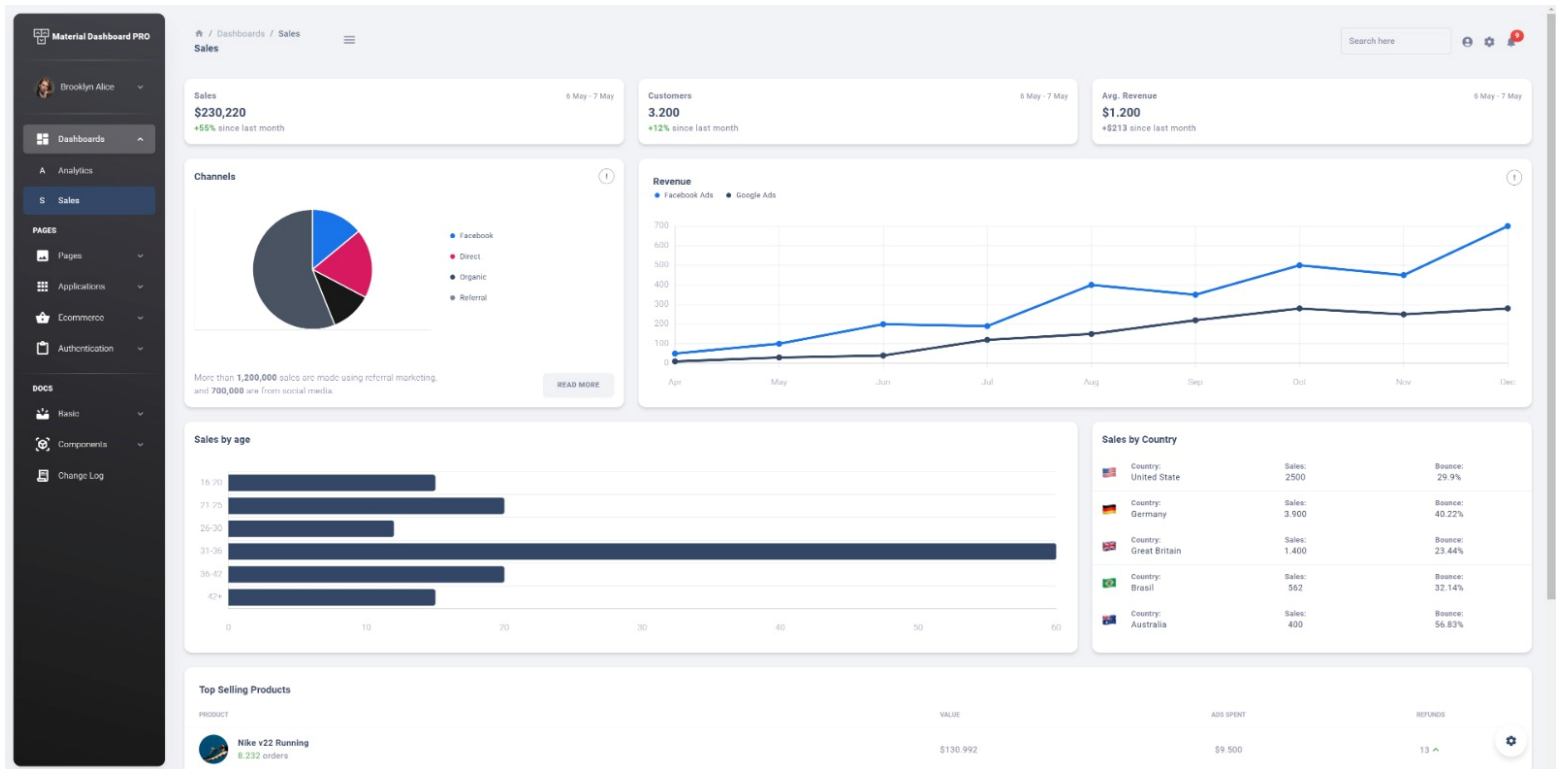 Material Dashboard PRO
Brooklyn Alice
Dashboards
A Analytics
S Sales
PAGES
Pages
Applications
Ecommerce
Authentication
DOCS
Basic
Components
Change Log
/ Dashboards / Sales
Sales
Search here
9
Sales 6 May - 7 May
$230,220
+55% since last month
Customers 6 May - 7 May
3.200
+12% since last month
Avg. Revenue 6 May - 7 May
$1.200
+$213 since last month
Channels !
Facebook
Direct
Organic
Referral
More than 1,200,000 sales are made using referral marketing,
and 700,000 are from social media.
READ MORE
Revenue !
Facebook Ads Google Ads
700
600
500
400
300
200
100
0
Apr May Jun Jul Aug Sep Oct Nov Dec
Sales by age
16-20
21-25
26-30
31-36
36-42
42+
0 10 20 30 40 50 60
Sales by Country
Country: Sales: Bounce:
United State 2500 29.9%
Country: Sales: Bounce:
Germany 3.900 40.22%
Country: Sales: Bounce:
Great Britain 1.400 23.44%
Country: Sales: Bounce:
Brasil 562 32.14%
Country: Sales: Bounce:
Australia 400 56.83%
Top Selling Products
PRODUCT VALUE ADS SPENT REFUNDS
Nike v22 Running
8.232 orders
$130.992 $9.500 13